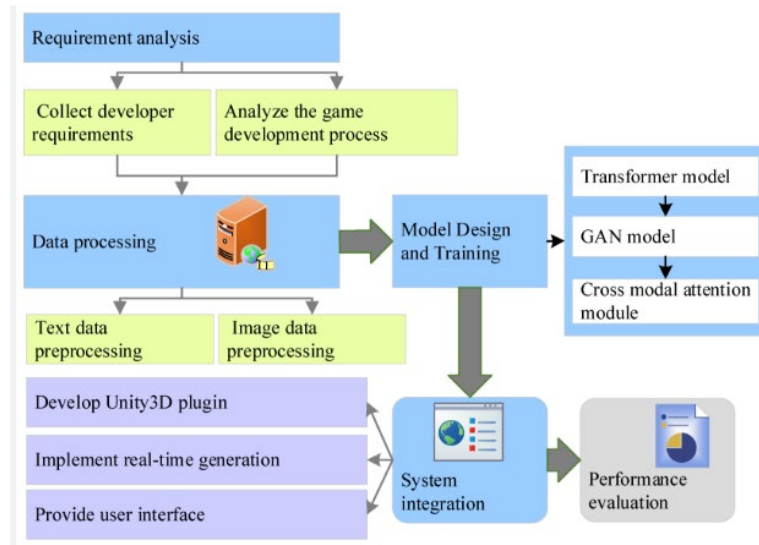 Requirement analysis
Collect developer
requirements
Analyze the game
development process
Data processing
Model Design
and Training
Transformer model
GAN model
Cross modal attention
module
Text data
preprocessing
Image data
preprocessing
Develop Unity3D plugin
Implement real-time generation
Provide user interface
System
integration
Performance
evaluation